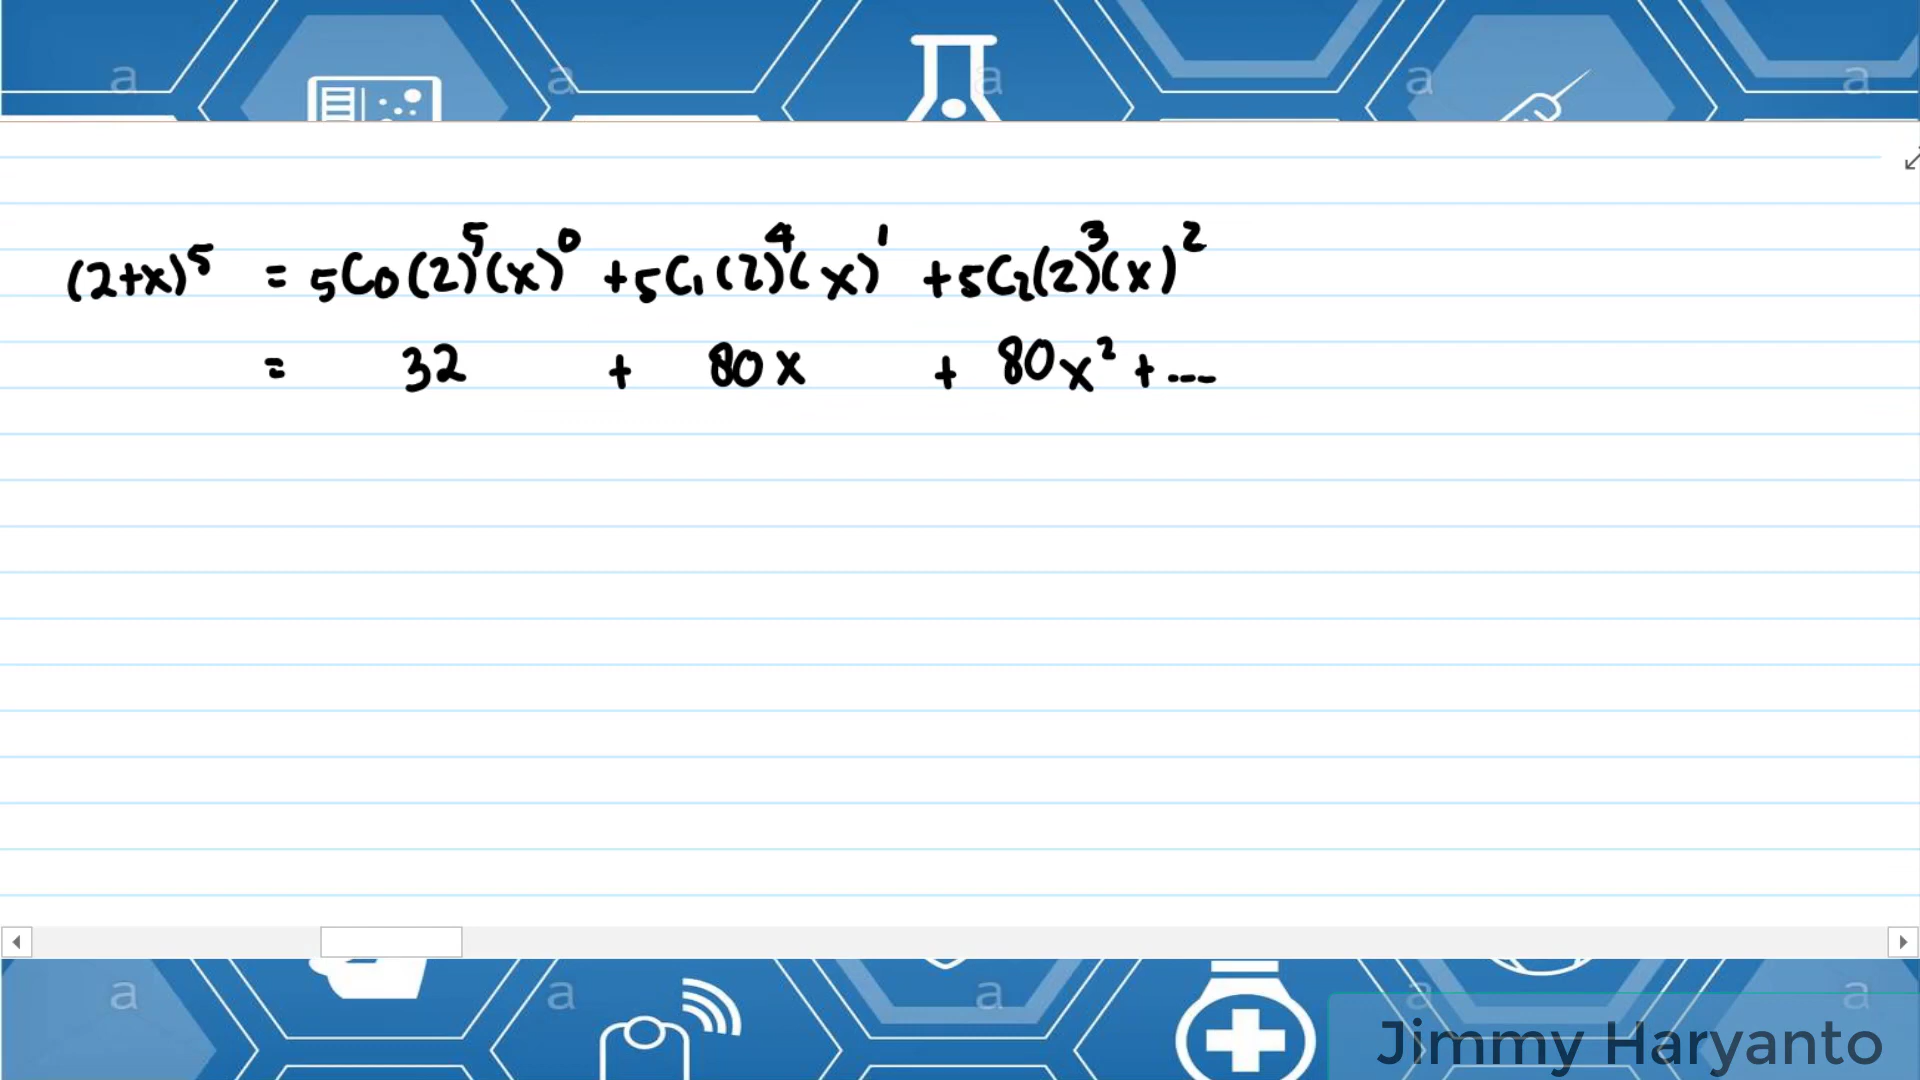 a a a a a
(2+x)⁵ = 5C0(2)⁵(x)⁰ + 5C₁(2)⁴(x)¹ + 5C₂(2)³(x)²
= 32 + 80x + 80x² + ---
a a a a a
Jimmy Haryanto